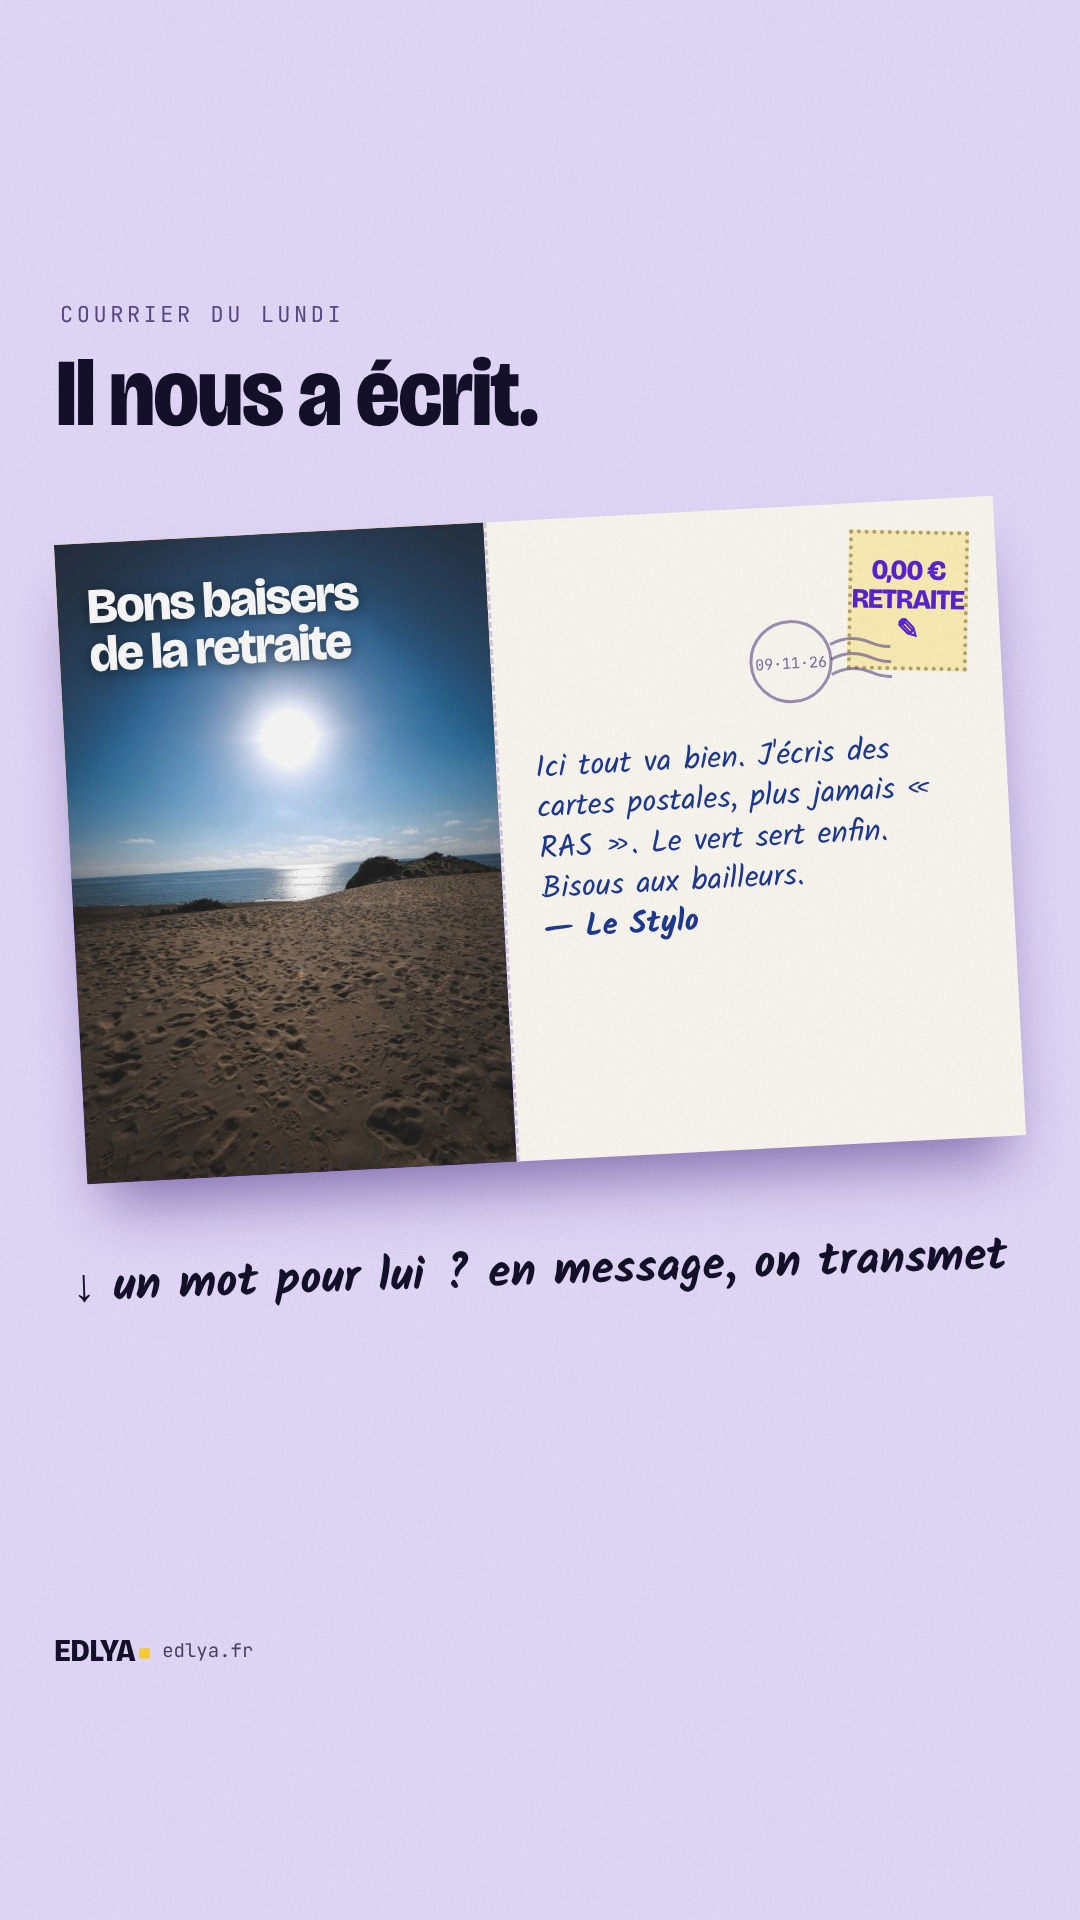 COURRIER DU LUNDI
Il nous a écrit.
Bons baisers
de la retraite
0,00 €
RETRAITE
✎
09·11·26
Ici tout va bien. J'écris des
cartes postales, plus jamais «
RAS ». Le vert sert enfin.
Bisous aux bailleurs.
— Le Stylo
↓ un mot pour lui ? en message, on transmet
EDLYA. edlya.fr